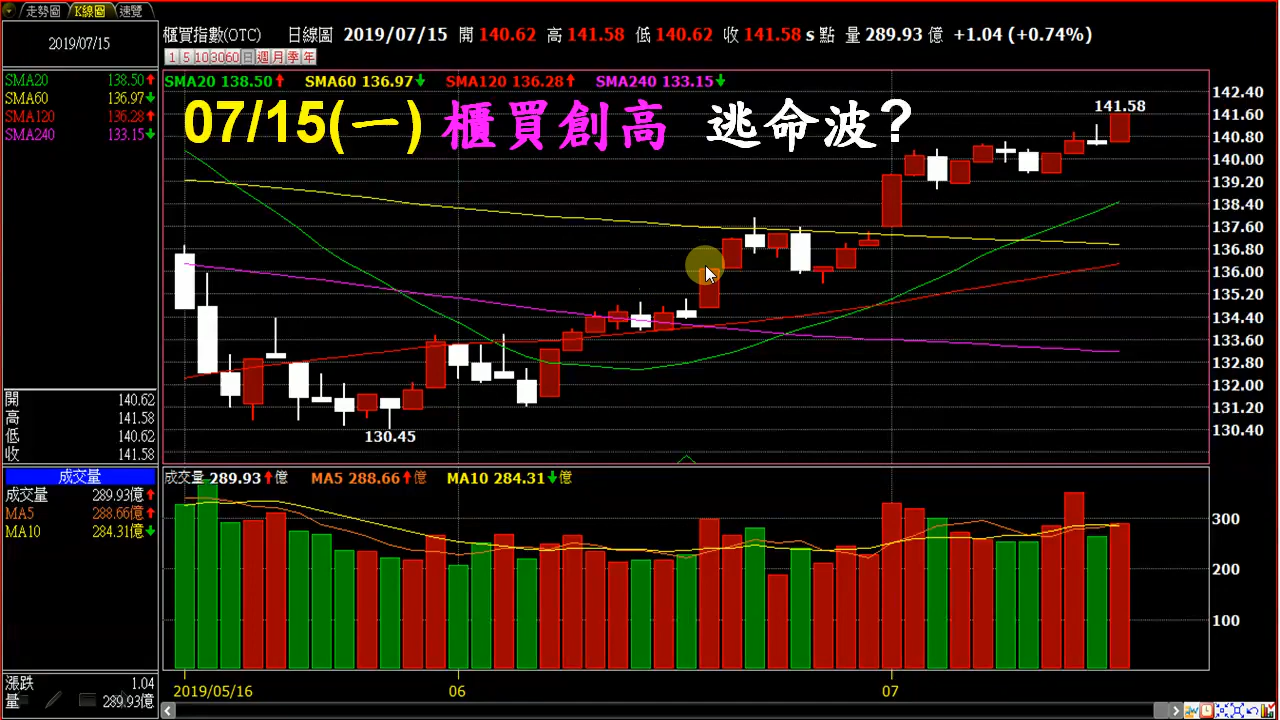 走勢圖 K線圖 速覽
2019/07/15
櫃買指數(OTC) 日線圖 2019/07/15 開 140.62 高 141.58 低 140.62 收 141.58 s 點 量 289.93 億 +1.04 (+0.74%)
1 5 10 30 60 日 週 月 季 年
SMA20 138.50
SMA60 136.97
SMA120 136.28
SMA240 133.15
SMA20 138.50 SMA60 136.97 SMA120 136.28 SMA240 133.15
07/15(一) 櫃買創高 逃命波?
141.58
130.45
142.40
141.60
140.80
140.00
139.20
138.40
137.60
136.80
136.00
135.20
134.40
133.60
132.80
132.00
131.20
130.40
開 140.62
高 141.58
低 140.62
收 141.58
成交量
成交量 289.93億
MA5 288.66億
MA10 284.31億
成交量 289.93 億 MA5 288.66 億 MA10 284.31 億
300
200
100
漲跌 1.04
量 289.93億
2019/05/16 06 07